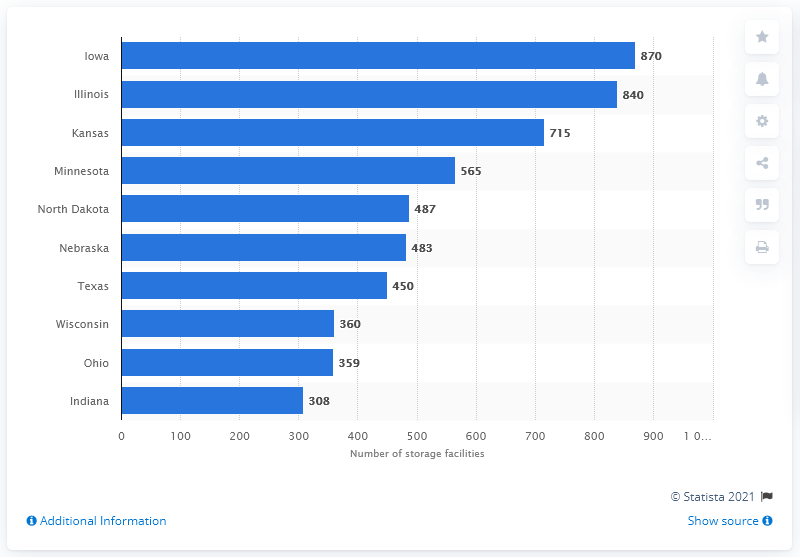 Iowa 870
Illinois 840
Kansas 715
Minnesota 565
North Dakota 487
Nebraska 483
Texas 450
Wisconsin 360
Ohio 359
Indiana 308
0 100 200 300 400 500 600 700 800 900 1 0...
Number of storage facilities
© Statista 2021
Additional Information Show source